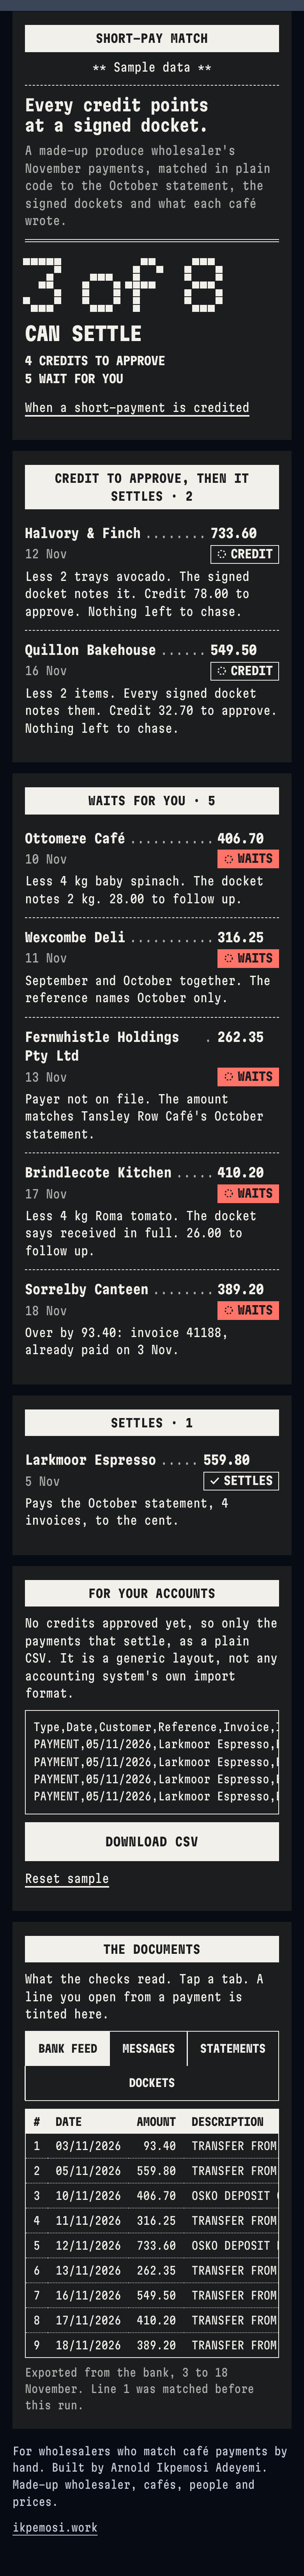 SHORT-PAY MATCH
** Sample data **
Every credit points
at a signed docket.
A made-up produce wholesaler's
November payments, matched in plain
code to the October statement, the
signed dockets and what each café
wrote.
3 of 8
CAN SETTLE
4 CREDITS TO APPROVE
5 WAIT FOR YOU
When a short-payment is credited
CREDIT TO APPROVE, THEN IT
SETTLES · 2
Halvory & Finch ........ 733.60
12 Nov CREDIT
Less 2 trays avocado. The signed
docket notes it. Credit 78.00 to
approve. Nothing left to chase.
Quillon Bakehouse ...... 549.50
16 Nov CREDIT
Less 2 items. Every signed docket
notes them. Credit 32.70 to approve.
Nothing left to chase.
WAITS FOR YOU · 5
Ottomere Café ........... 406.70
10 Nov WAITS
Less 4 kg baby spinach. The docket
notes 2 kg. 28.00 to follow up.
Wexcombe Deli ........... 316.25
11 Nov WAITS
September and October together. The
reference names October only.
Fernwhistle Holdings . 262.35
Pty Ltd
13 Nov WAITS
Payer not on file. The amount
matches Tansley Row Café's October
statement.
Brindlecote Kitchen ..... 410.20
17 Nov WAITS
Less 4 kg Roma tomato. The docket
says received in full. 26.00 to
follow up.
Sorrelby Canteen ........ 389.20
18 Nov WAITS
Over by 93.40: invoice 41188,
already paid on 3 Nov.
SETTLES · 1
Larkmoor Espresso ..... 559.80
5 Nov SETTLES
Pays the October statement, 4
invoices, to the cent.
FOR YOUR ACCOUNTS
No credits approved yet, so only the
payments that settle, as a plain
CSV. It is a generic layout, not any
accounting system's own import
format.
Type,Date,Customer,Reference,Invoice,
PAYMENT,05/11/2026,Larkmoor Espresso,
PAYMENT,05/11/2026,Larkmoor Espresso,
PAYMENT,05/11/2026,Larkmoor Espresso,
PAYMENT,05/11/2026,Larkmoor Espresso,
DOWNLOAD CSV
Reset sample
THE DOCUMENTS
What the checks read. Tap a tab. A
line you open from a payment is
tinted here.
BANK FEED MESSAGES STATEMENTS
DOCKETS
# DATE AMOUNT DESCRIPTION
1 03/11/2026 93.40 TRANSFER FROM
2 05/11/2026 559.80 TRANSFER FROM
3 10/11/2026 406.70 OSKO DEPOSIT
4 11/11/2026 316.25 TRANSFER FROM
5 12/11/2026 733.60 OSKO DEPOSIT
6 13/11/2026 262.35 TRANSFER FROM
7 16/11/2026 549.50 TRANSFER FROM
8 17/11/2026 410.20 TRANSFER FROM
9 18/11/2026 389.20 TRANSFER FROM
Exported from the bank, 3 to 18
November. Line 1 was matched before
this run.
For wholesalers who match café payments by
hand. Built by Arnold Ikpemosi Adeyemi.
Made-up wholesaler, cafés, people and
prices.
ikpemosi.work